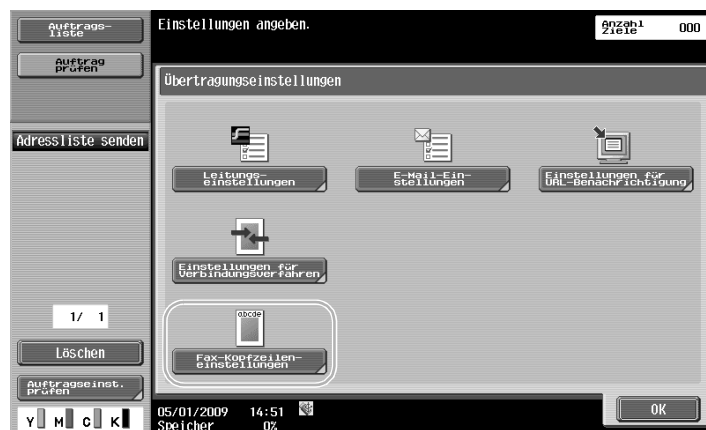 Auftrags-
liste
Auftrag
prüfen
Adressliste senden
1/ 1
Löschen
Auftragseinst.
prüfen
Y M C K
Einstellungen angeben.
Anzahl
Ziele
000
Übertragungseinstellungen
Leitungs-
einstellungen
E-Mail-Ein-
stellungen
Einstellungen für
URL-Benachrichtigung
Einstellungen für
Verbindungsverfahren
abcde
Fax-Kopfzeilen-
einstellungen
05/01/2009 14:51
Speicher 0%
OK